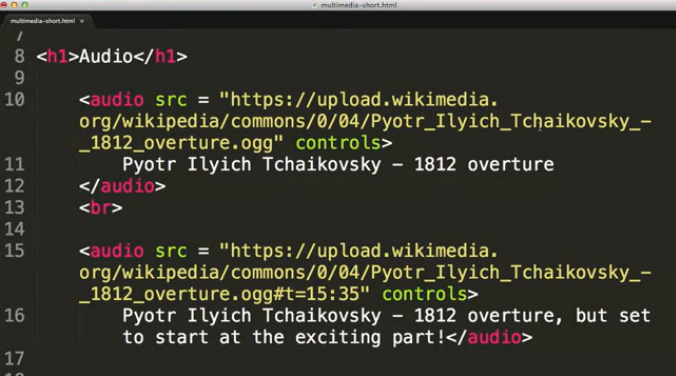 multimedia-short.html
multimedia-short.html
7
8 <h1>Audio</h1>
9
10 <audio src = "https://upload.wikimedia.
org/wikipedia/commons/0/04/Pyotr_Ilyich_Tchaikovsky_-
_1812_overture.ogg" controls>
11 Pyotr Ilyich Tchaikovsky - 1812 overture
12 </audio>
13 <br>
14
15 <audio src = "https://upload.wikimedia.
org/wikipedia/commons/0/04/Pyotr_Ilyich_Tchaikovsky_-
_1812_overture.ogg#t=15:35" controls>
16 Pyotr Ilyich Tchaikovsky - 1812 overture, but set
to start at the exciting part!</audio>
17